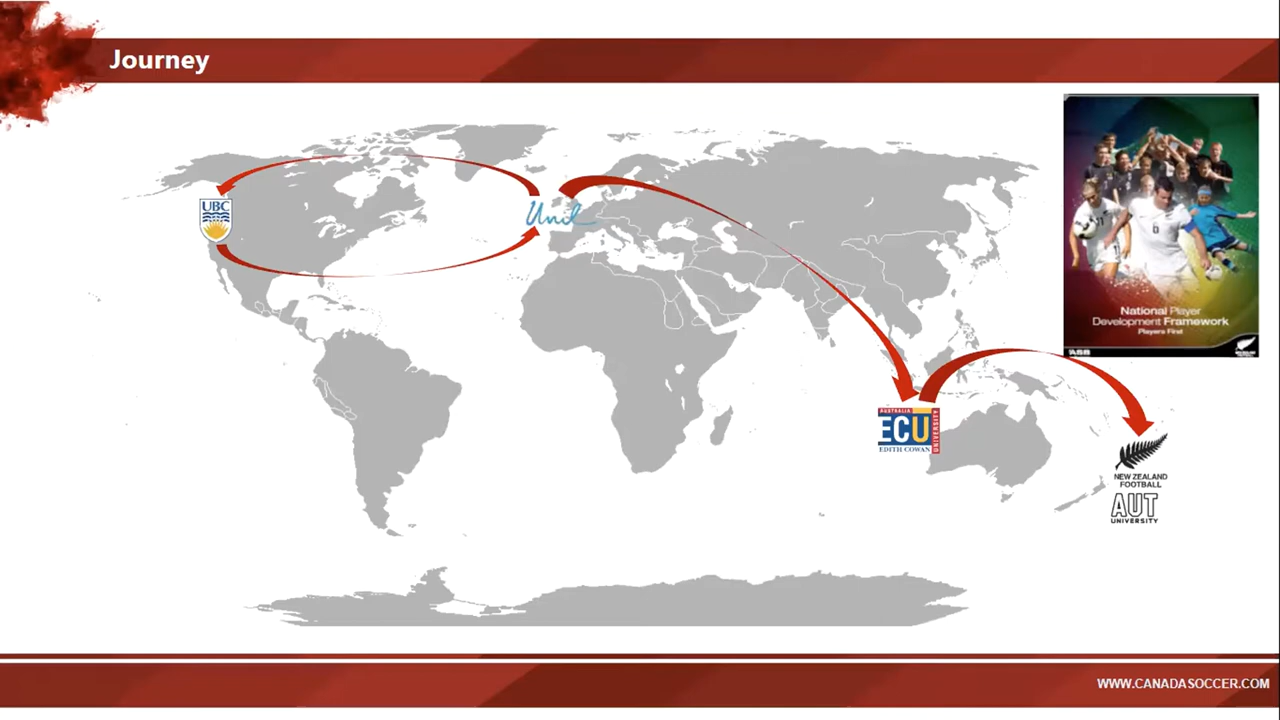 Journey
UBC
Unil
AUSTRALIA
ECU
UNIVERSITY
EDITH COWAN
National Player
Development Framework
Players First
ASB
NEW ZEALAND
FOOTBALL
AUT
UNIVERSITY
WWW.CANADASOCCER.COM